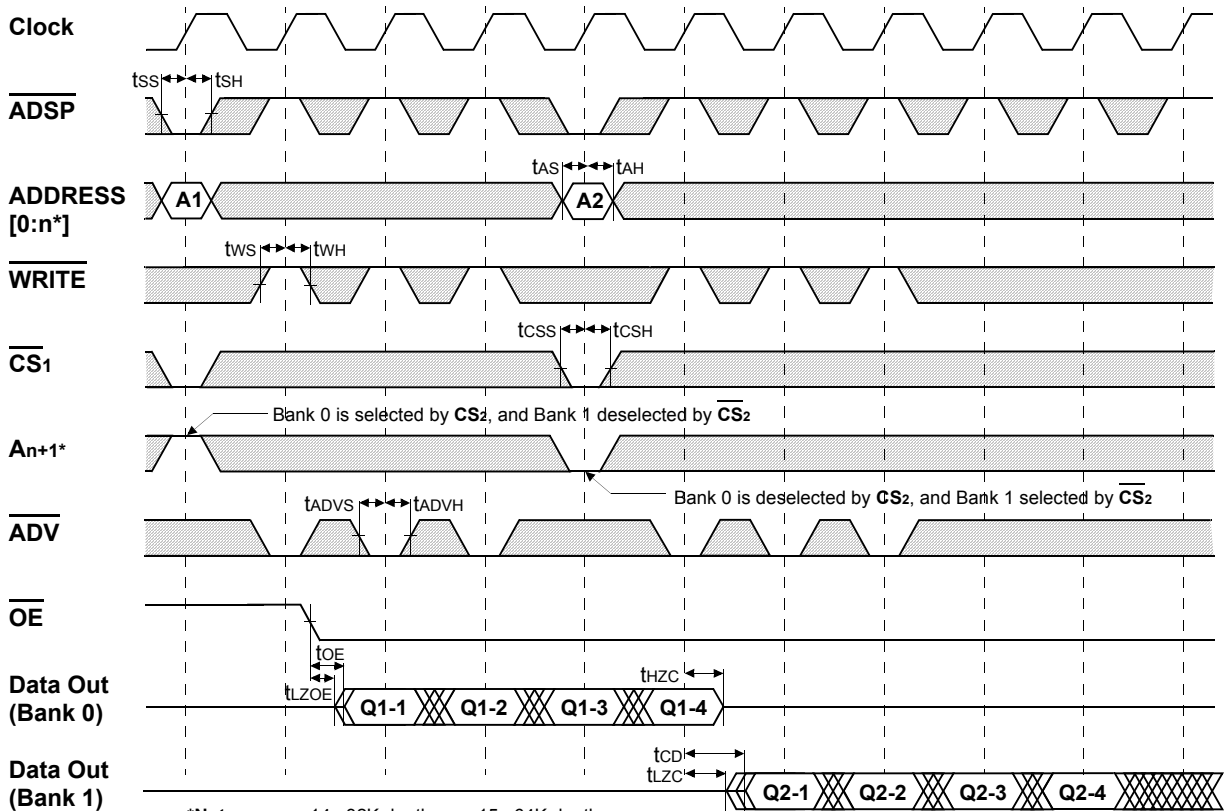 Clock
tSS tSH
ADSP
tAS tAH
ADDRESS
[0:n*]
A1 A2
tWS tWH
WRITE
tCSS tCSH
CS1
Bank 0 is selected by CS2, and Bank 1 deselected by CS2
An+1*
Bank 0 is deselected by CS2, and Bank 1 selected by CS2
tADVS tADVH
ADV
OE
tOE
tLZOE
tHZC
Data Out
(Bank 0)
Q1-1 Q1-2 Q1-3 Q1-4
tCD
tLZC
Data Out
(Bank 1)
Q2-1 Q2-2 Q2-3 Q2-4